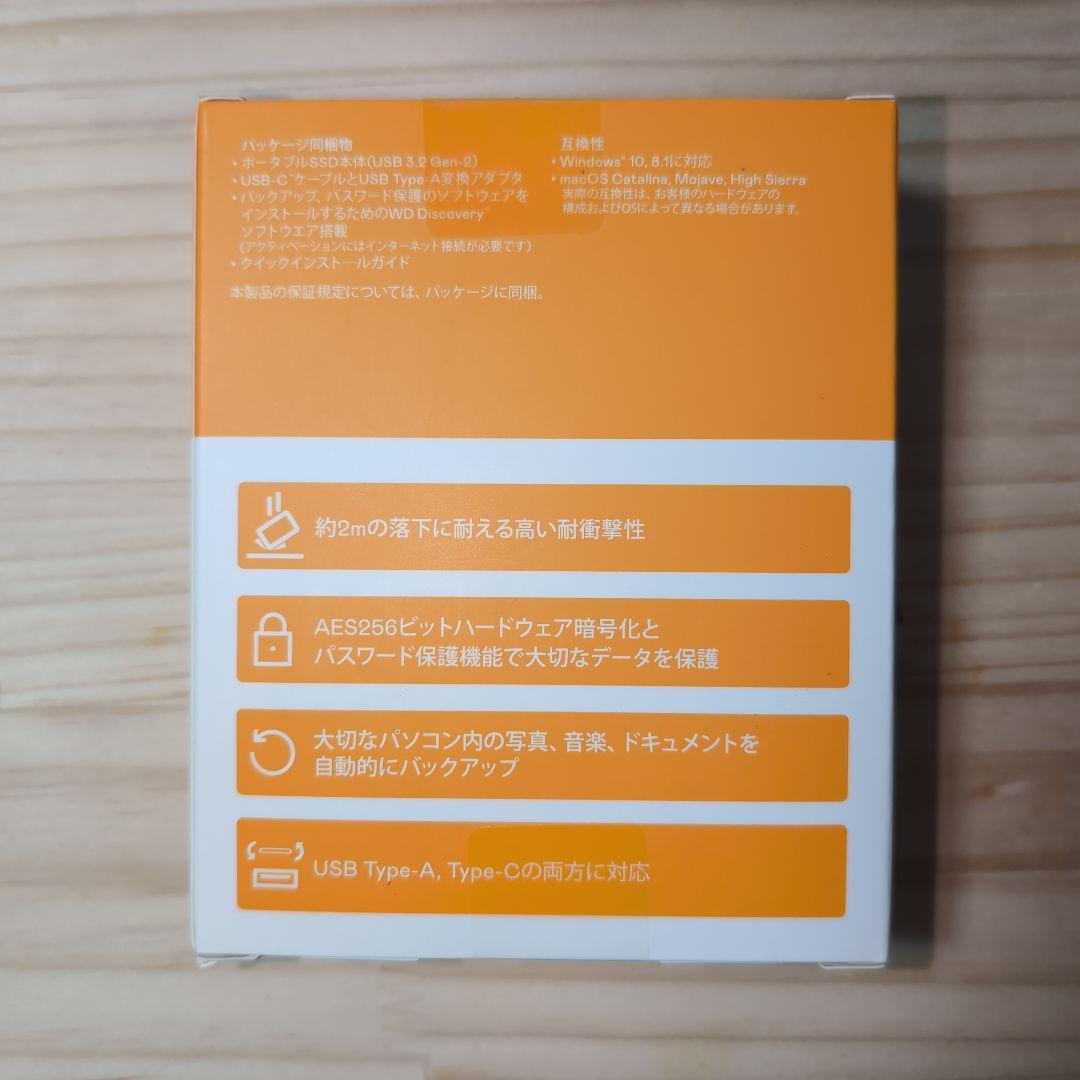 パッケージ同梱物
・ポータブルSSD本体(USB 3.2 Gen-2)
・USB-C™ケーブルとUSB Type-A変換アダプタ
・バックアップ、パスワード保護のソフトウェアを
インストールするためのWD Discovery™
ソフトウエア搭載
(アクティベーションにはインターネット接続が必要です)
・クイックインストールガイド
本製品の保証規定については、パッケージに同梱。
互換性
・Windows® 10, 8.1に対応
・macOS Catalina, Mojave, High Sierra
実際の互換性は、お客様のハードウェアの
構成およびOSによって異なる場合があります。
約2mの落下に耐える高い耐衝撃性
AES256ビットハードウェア暗号化と
パスワード保護機能で大切なデータを保護
大切なパソコン内の写真、音楽、ドキュメントを
自動的にバックアップ
USB Type-A, Type-Cの両方に対応